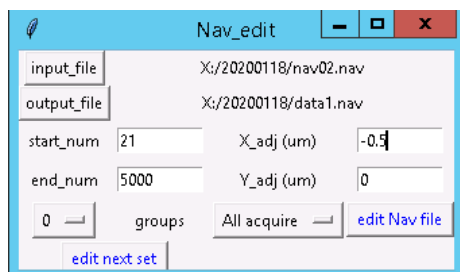 Nav_edit
input_file X:/20200118/nav02.nav
output_file X:/20200118/data1.nav
start_num 21 X_adj (um) -0.5
end_num 5000 Y_adj (um) 0
0 groups All acquire edit Nav file
edit next set